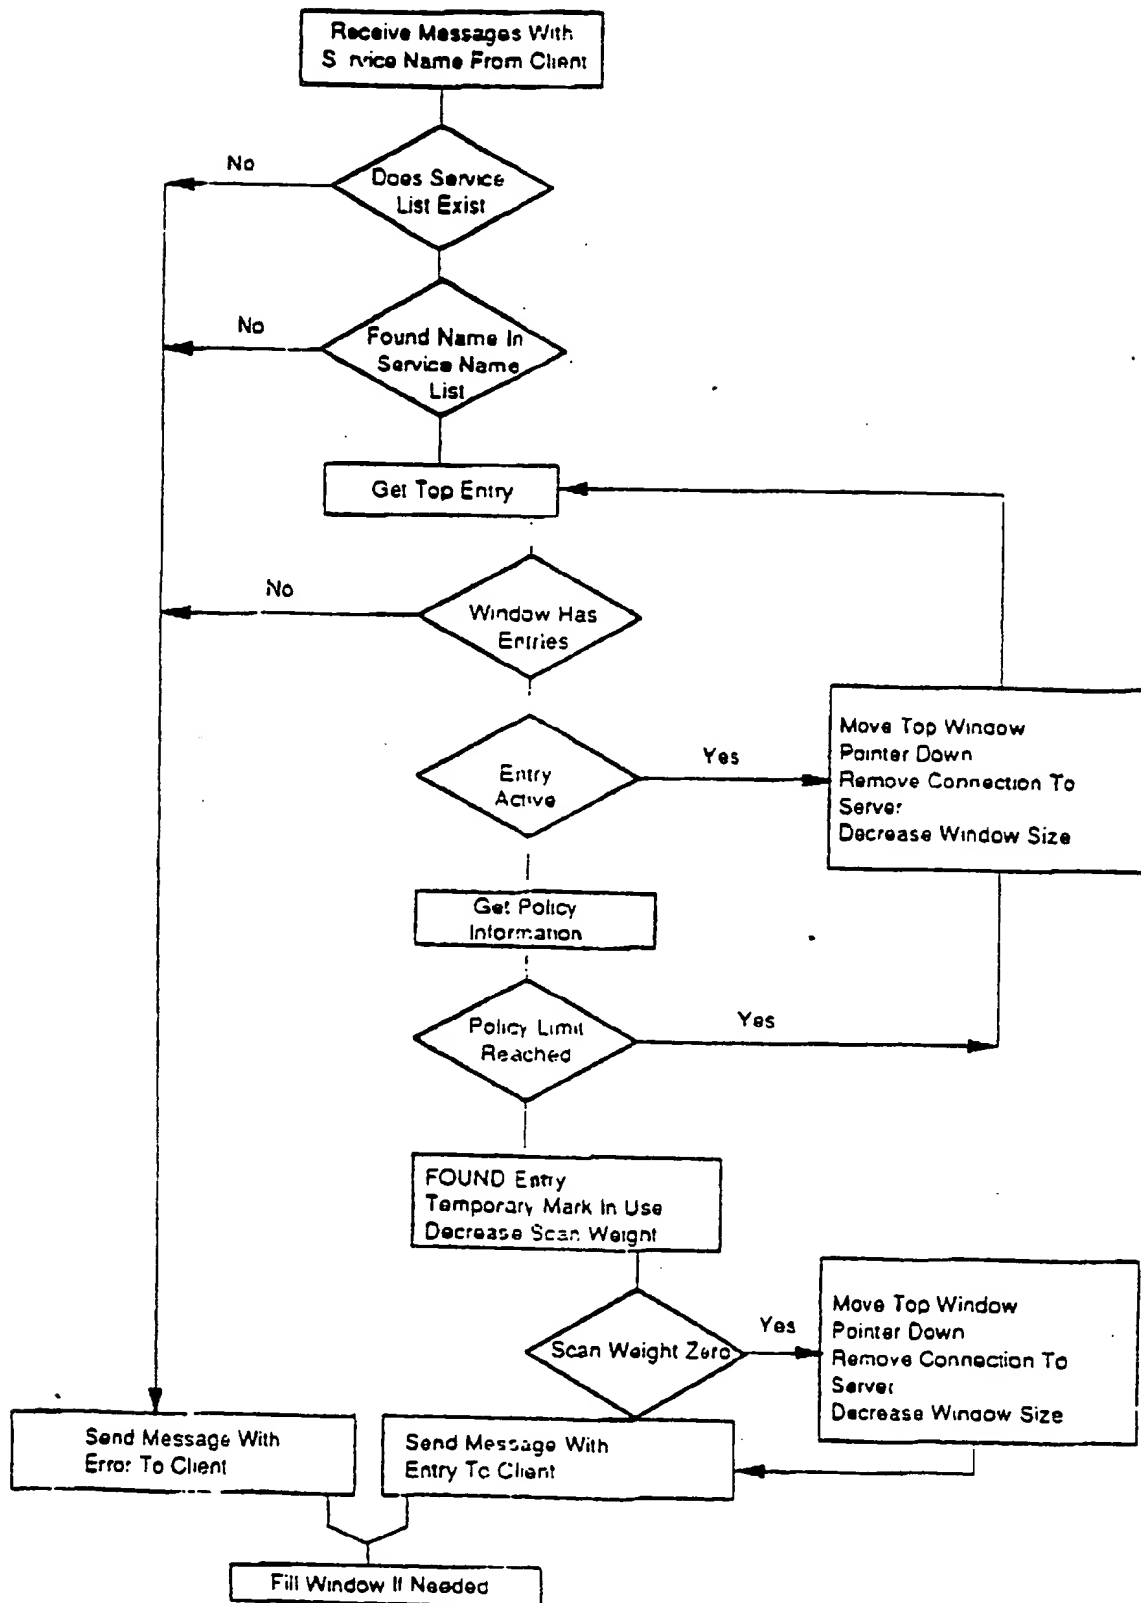 Receive Messages With
S rvice Name From Client
No
Does Service
List Exist
No
Found Name In
Service Name
List
Get Top Entry
No
Window Has
Entries
Entry
Active
Yes
Move Top Window
Pointer Down
Remove Connection To
Server
Decrease Window Size
Get Policy
Information
Policy Limit
Reached
Yes
FOUND Entry
Temporary Mark In Use
Decrease Scan Weight
Scan Weight Zero
Yes
Move Top Window
Pointer Down
Remove Connection To
Server
Decrease Window Size
Send Message With
Error To Client
Send Message With
Entry To Client
Fill Window If Needed